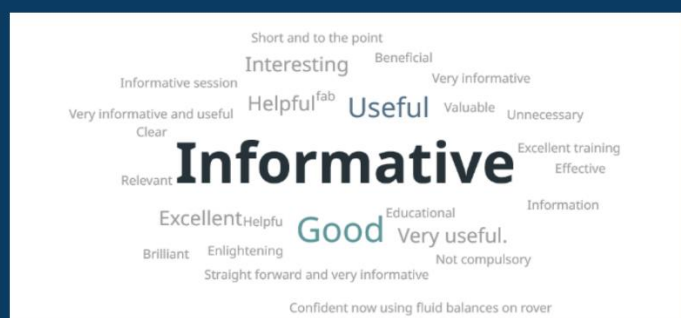 Short and to the point
Interesting
Beneficial
Informative session
Very informative
Helpful
fab
Useful
Valuable
Unnecessary
Very informative and useful
Clear
Informative
Excellent training
Effective
Relevant
Information
Excellent
Helpfu
Good
Educational
Very useful.
Brilliant
Enlightening
Not compulsory
Straight forward and very informative
Confident now using fluid balances on rover